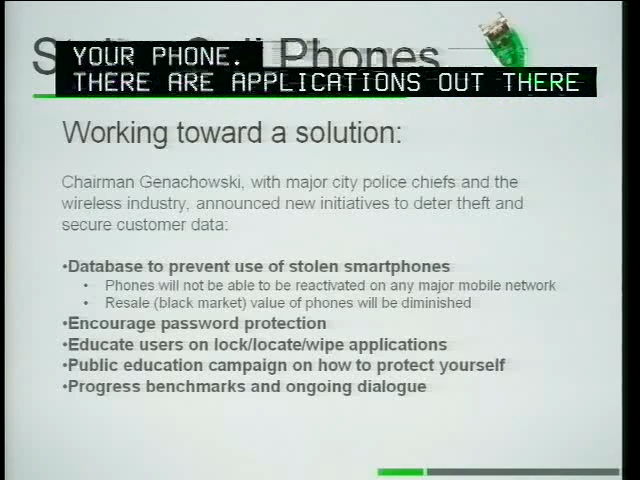 Phones
YOUR PHONE.
THERE ARE APPLICATIONS OUT THERE
Working toward a solution:
Chairman Genachowski, with major city police chiefs and the
wireless industry, announced new initiatives to deter theft and
secure customer data:
•Database to prevent use of stolen smartphones
• Phones will not be able to be reactivated on any major mobile network
• Resale (black market) value of phones will be diminished
•Encourage password protection
•Educate users on lock/locate/wipe applications
•Public education campaign on how to protect yourself
•Progress benchmarks and ongoing dialogue